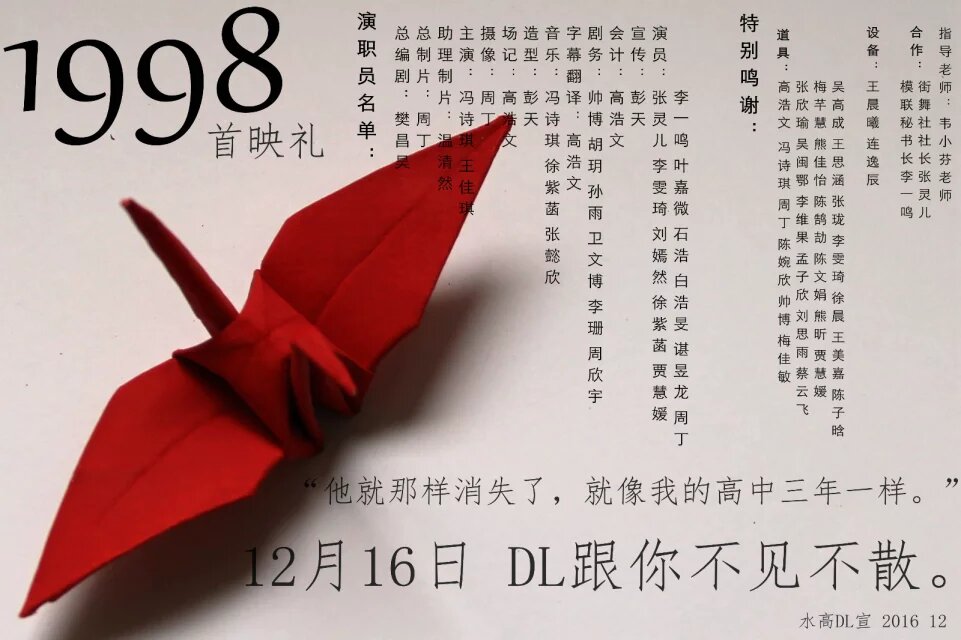 1998
首映礼
演职员名单：
总编剧：樊昌昊
总制片：周丁
助理制片：温清然
主演：冯诗琪 王佳琪
摄像：周丁
场记：高浩文
造型：彭天
音乐：冯诗琪 徐紫菡 张懿欣
字幕翻译：高浩文
剧务：帅博 胡玥 孙雨 卫文博 李珊 周欣宇
会计：高浩文
宣传：彭天
演员：张灵儿 李雯琦 刘嫣然 徐紫菡 贾慧媛
李一鸣 叶嘉微 石浩 白浩旻 谌昱龙 周丁
特别鸣谢：
道具：高浩文 冯诗琪 周丁 陈婉欣 帅博 梅佳敏
张欣瑜 吴闽鄂 李维果 孟子欣 刘思雨 蔡云飞
梅芊慧 熊佳怡 陈鹄劼 陈文娟 熊昕 贾慧媛
吴高成 王思涵 张珑 李雯琦 徐晨 王美嘉 陈子晗
设备：王晨曦 连逸辰
合作：
模联秘书长李一鸣
街舞社社长张灵儿
指导老师：韦小芬老师
“他就那样消失了，就像我的高中三年一样。”
12月16日 DL跟你不见不散。
水高DL宣 2016 12